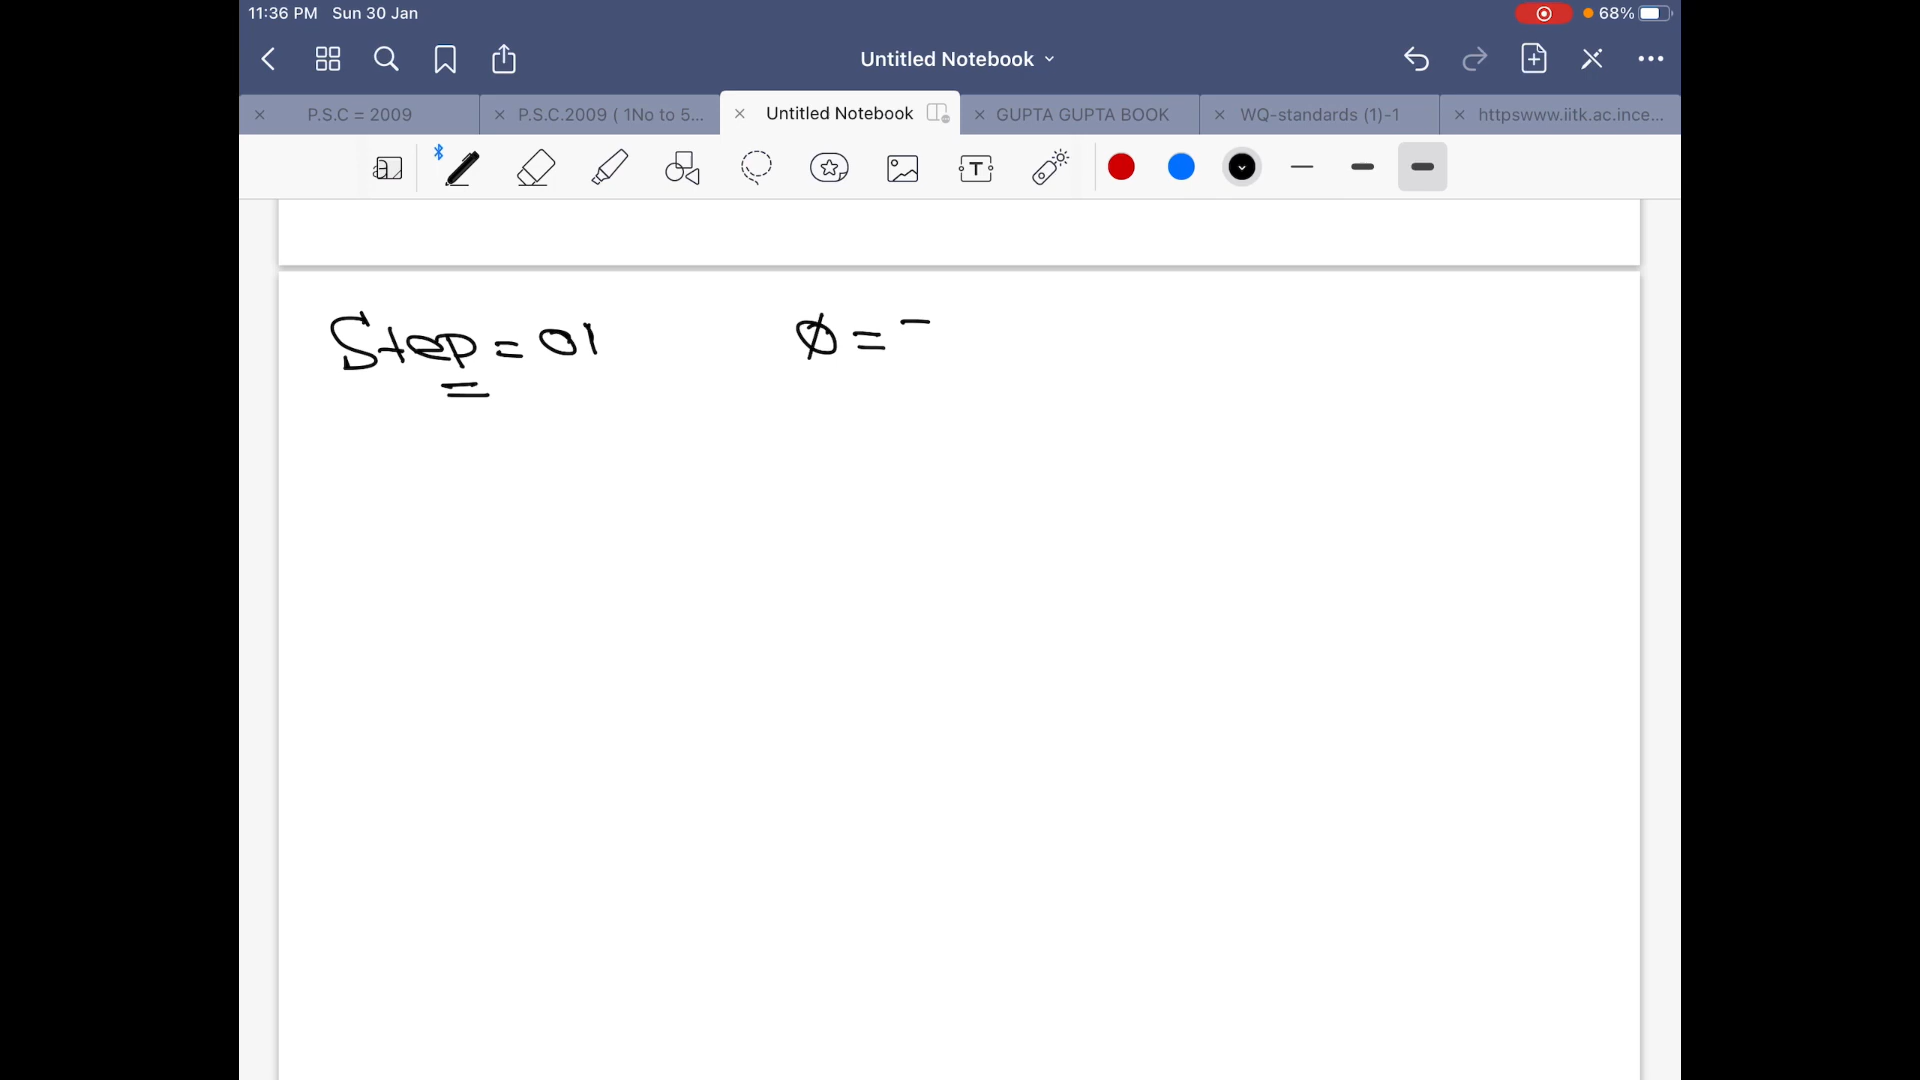 11:36 PM Sun 30 Jan
68%
Untitled Notebook
P.S.C = 2009
P.S.C.2009 ( 1No to 5...
Untitled Notebook
GUPTA GUPTA BOOK
WQ-standards (1)-1
httpswww.iitk.ac.ince...
a
T
Step = 01 Ø = -